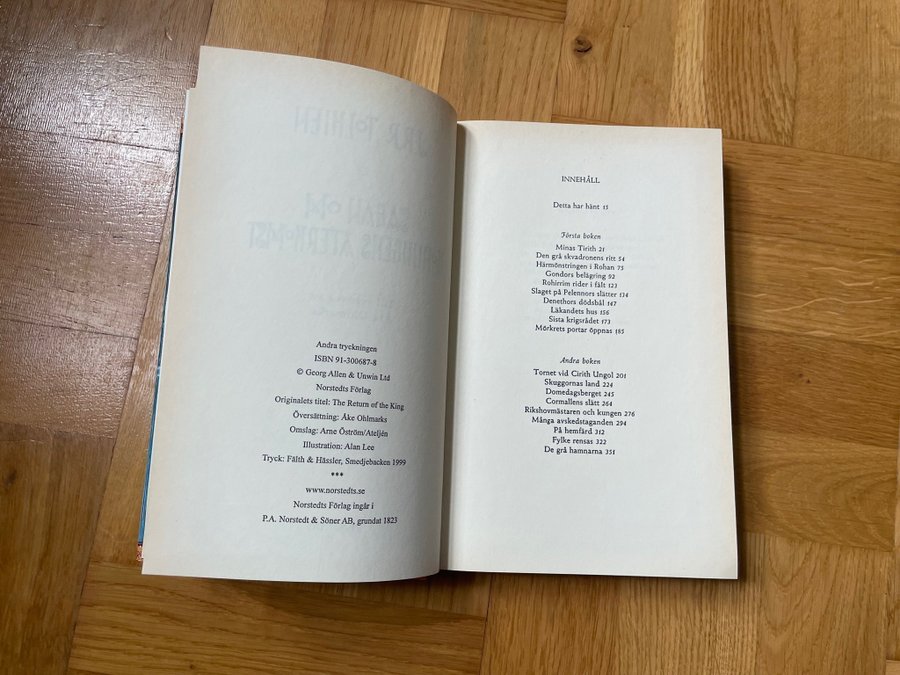 Andra tryckningen
ISBN 91-300687-8
© Georg Allen & Unwin Ltd
Norstedts Förlag
Originalets titel: The Return of the King
Översättning: Åke Ohlmarks
Omslag: Arne Öström/Ateljén
Illustration: Alan Lee
Tryck: Fälth & Hässler, Smedjebacken 1999
***
www.norstedts.se
Norstedts Förlag ingår i
P.A. Norstedt & Söner AB, grundat 1823
INNEHÅLL
Detta har hänt 15
Första boken
Minas Tirith 21
Den grå skvadronens ritt 54
Härmönstringen i Rohan 75
Gondors belägring 92
Rohirrim rider i fält 123
Slaget på Pelennors slätter 134
Denethors dödsbål 147
Läkandets hus 156
Sista krigsrådet 173
Mörkrets portar öppnas 185
Andra boken
Tornet vid Cirith Ungol 201
Skuggornas land 224
Domedagsberget 245
Cormallens slätt 264
Rikshovmästaren och kungen 276
Många avskedstaganden 294
På hemfärd 312
Fylke rensas 322
De grå hamnarna 351